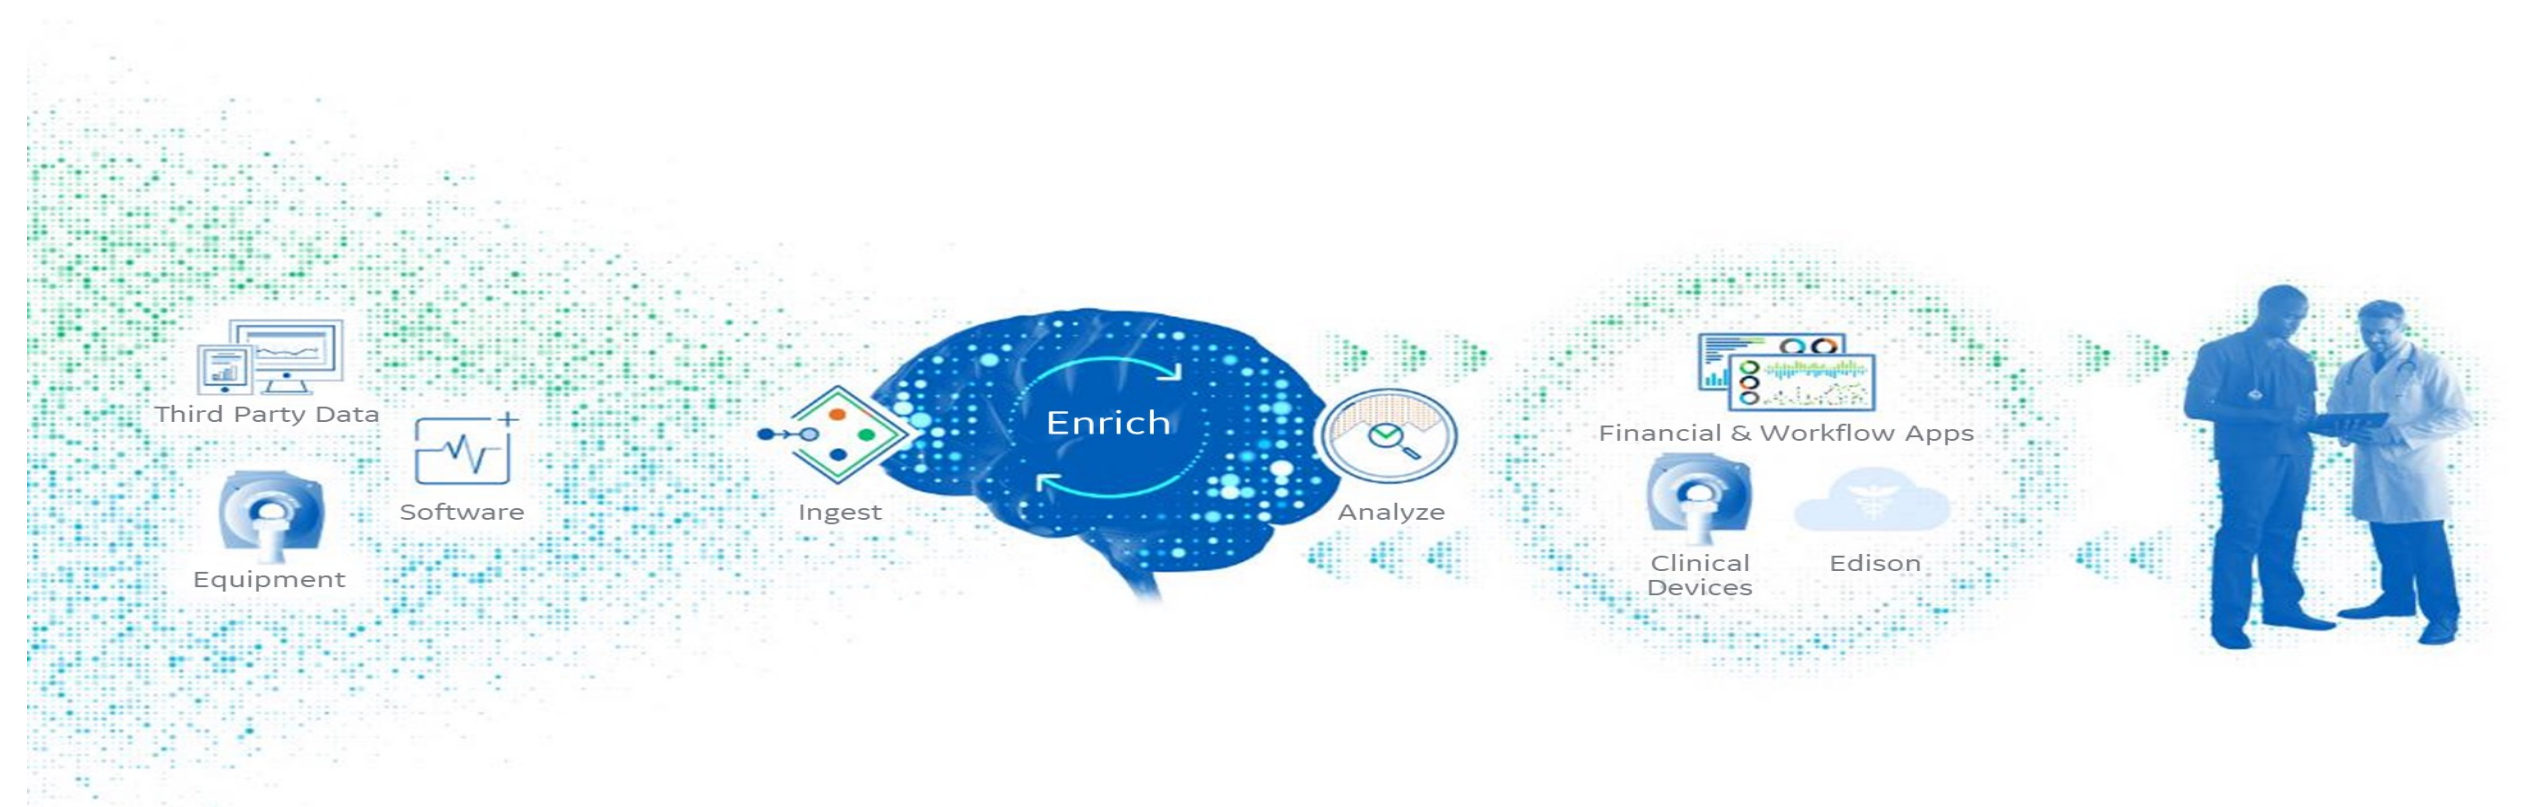 Third Party Data
Software
Equipment
Ingest
Enrich
Analyze
Financial & Workflow Apps
Clinical
Devices
Edison